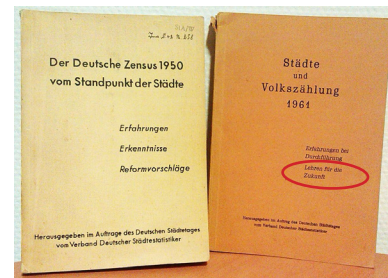 Der Deutsche Zensus 1950
vom Standpunkt der Städte
Erfahrungen
Erkenntnisse
Reformvorschläge
Herausgegeben im Auftrage des Deutschen Städtetages
vom Verband Deutscher Städtestatistiker
Städte
und
Volkszählung
1961
Erfahrungen bei
Durchführung
Lehren für die
Zukunft
Herausgegeben im Auftrag des Deutschen Städtetages
vom Verband Deutscher Städtestatistiker